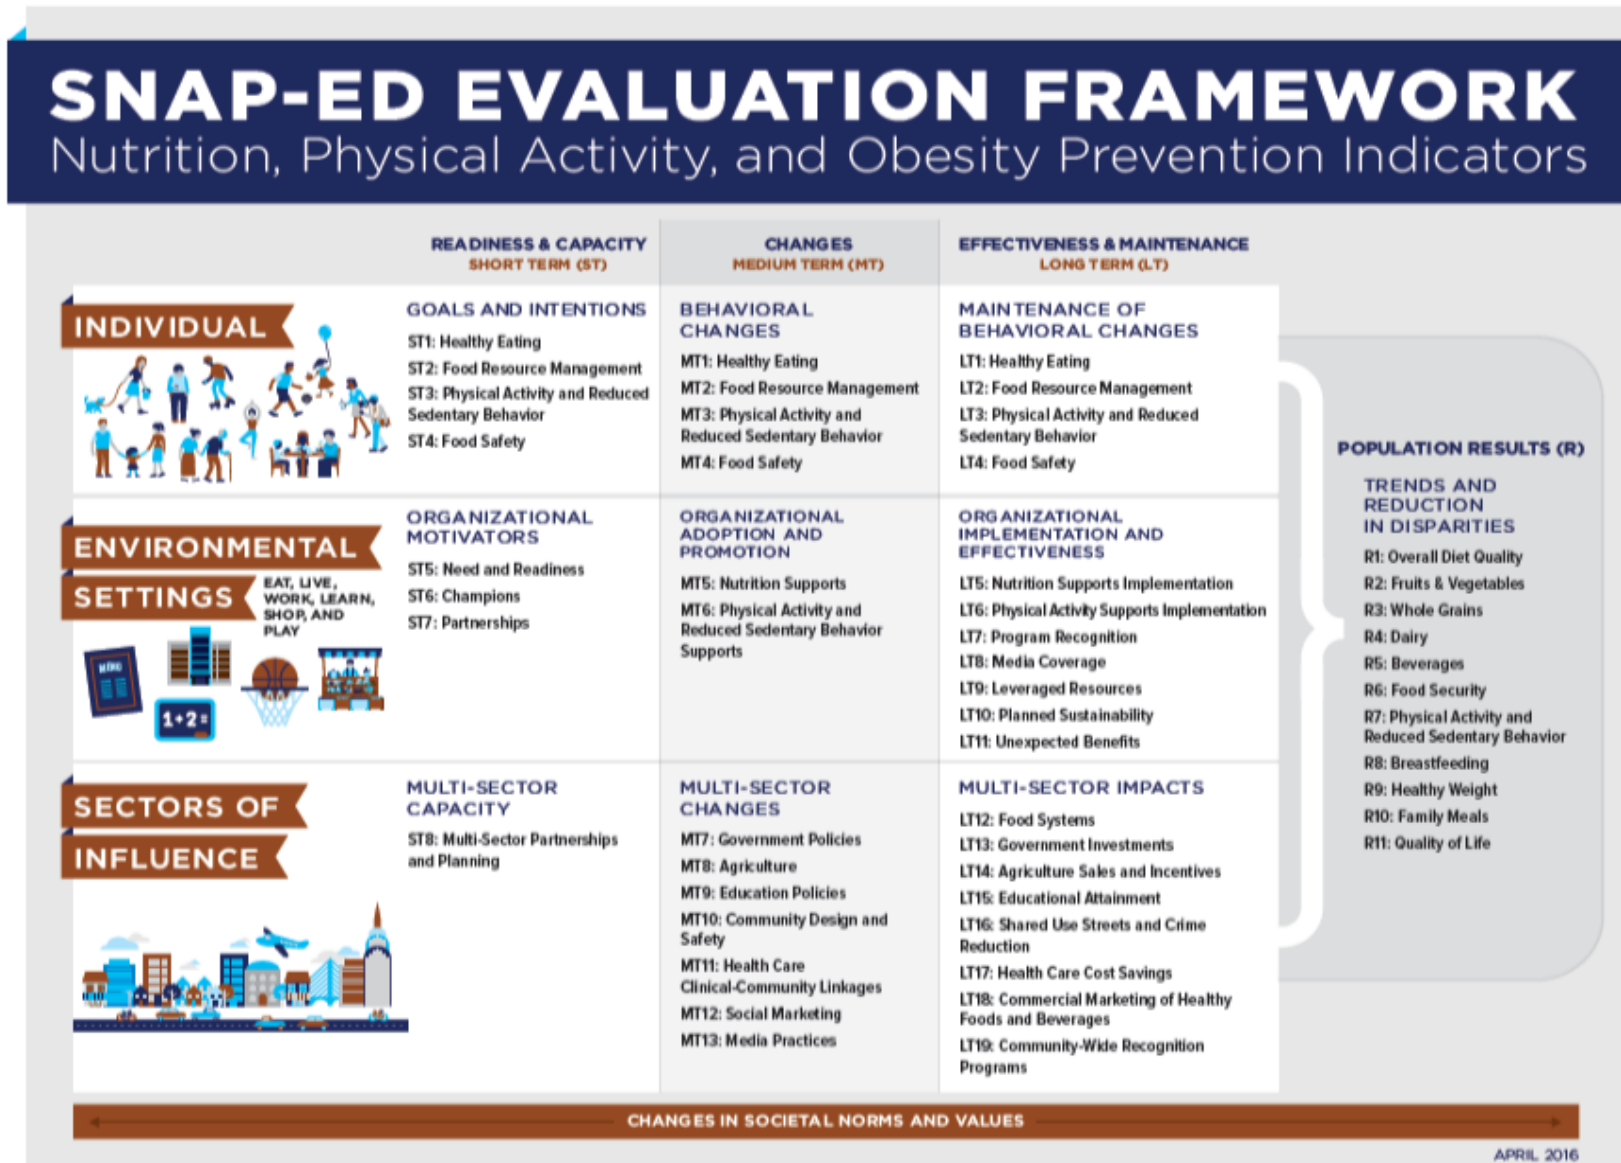 SNAP-ED EVALUATION FRAMEWORK
Nutrition, Physical Activity, and Obesity Prevention Indicators
READINESS & CAPACITY
SHORT TERM (ST)
CHANGES
MEDIUM TERM (MT)
EFFECTIVENESS & MAINTENANCE
LONG TERM (LT)
INDIVIDUAL
GOALS AND INTENTIONS
ST1: Healthy Eating
ST2: Food Resource Management
ST3: Physical Activity and Reduced
Sedentary Behavior
ST4: Food Safety
BEHAVIORAL
CHANGES
MT1: Healthy Eating
MT2: Food Resource Management
MT3: Physical Activity and
Reduced Sedentary Behavior
MT4: Food Safety
MAINTENANCE OF
BEHAVIORAL CHANGES
LT1: Healthy Eating
LT2: Food Resource Management
LT3: Physical Activity and Reduced
Sedentary Behavior
LT4: Food Safety
ENVIRONMENTAL
SETTINGS
EAT, LIVE,
WORK, LEARN,
SHOP, AND
PLAY
MENU
1+2=
ORGANIZATIONAL
MOTIVATORS
ST5: Need and Readiness
ST6: Champions
ST7: Partnerships
ORGANIZATIONAL
ADOPTION AND
PROMOTION
MT5: Nutrition Supports
MT6: Physical Activity and
Reduced Sedentary Behavior
Supports
ORGANIZATIONAL
IMPLEMENTATION AND
EFFECTIVENESS
LT5: Nutrition Supports Implementation
LT6: Physical Activity Supports Implementation
LT7: Program Recognition
LT8: Media Coverage
LT9: Leveraged Resources
LT10: Planned Sustainability
LT11: Unexpected Benefits
SECTORS OF
INFLUENCE
MULTI-SECTOR
CAPACITY
ST8: Multi-Sector Partnerships
and Planning
MULTI-SECTOR
CHANGES
MT7: Government Policies
MT8: Agriculture
MT9: Education Policies
MT10: Community Design and
Safety
MT11: Health Care
Clinical-Community Linkages
MT12: Social Marketing
MT13: Media Practices
MULTI-SECTOR IMPACTS
LT12: Food Systems
LT13: Government Investments
LT14: Agriculture Sales and Incentives
LT15: Educational Attainment
LT16: Shared Use Streets and Crime
Reduction
LT17: Health Care Cost Savings
LT18: Commercial Marketing of Healthy
Foods and Beverages
LT19: Community-Wide Recognition
Programs
POPULATION RESULTS (R)
TRENDS AND
REDUCTION
IN DISPARITIES
R1: Overall Diet Quality
R2: Fruits & Vegetables
R3: Whole Grains
R4: Dairy
R5: Beverages
R6: Food Security
R7: Physical Activity and
Reduced Sedentary Behavior
R8: Breastfeeding
R9: Healthy Weight
R10: Family Meals
R11: Quality of Life
CHANGES IN SOCIETAL NORMS AND VALUES
APRIL 2016